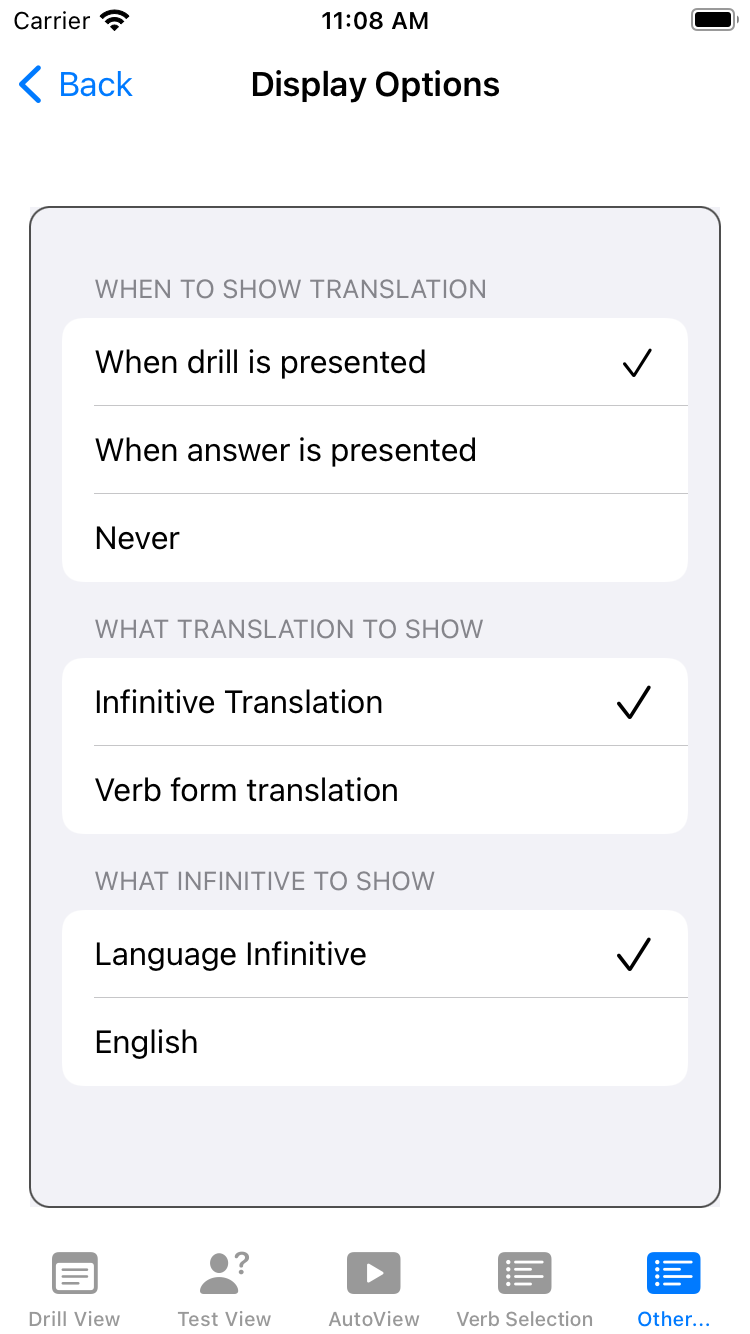 Carrier 11:08 AM
Back Display Options
WHEN TO SHOW TRANSLATION
When drill is presented
When answer is presented
Never
WHAT TRANSLATION TO SHOW
Infinitive Translation
Verb form translation
WHAT INFINITIVE TO SHOW
Language Infinitive
English
?
Drill View Test View AutoView Verb Selection Other...